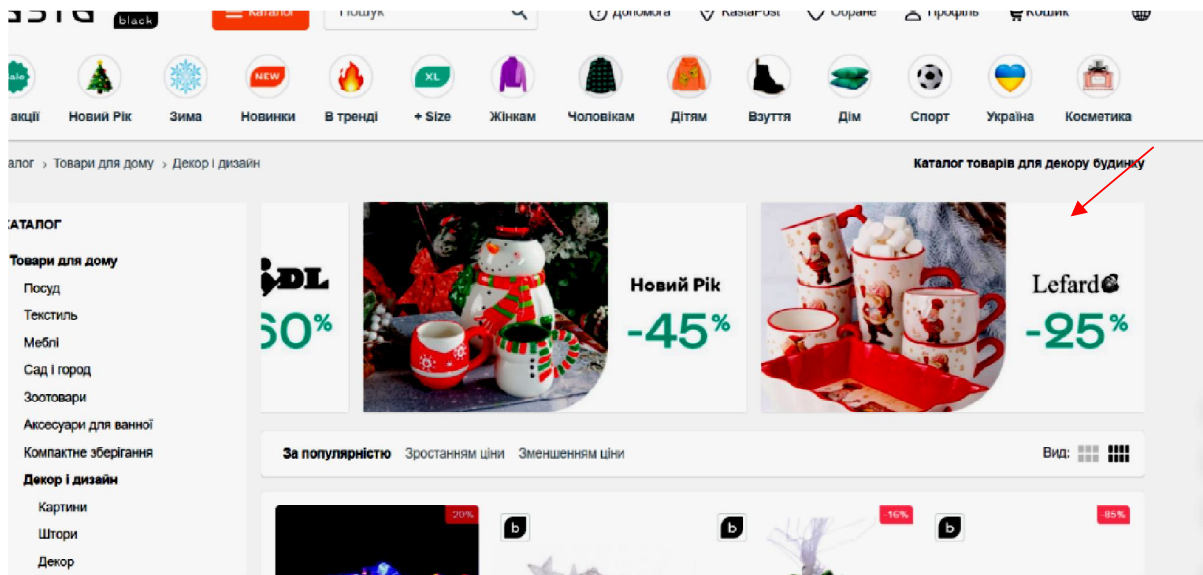 black
Каталог
Пошук
Допомога
KastaPost
Обране
Профіль
Кошик
акції
Новий Рік
Зима
NEW
Новинки
В тренді
XL
+ Size
Жінкам
Чоловікам
Дітям
Взуття
Дім
Спорт
Україна
Косметика
Товари для дому > Декор і дизайн
Каталог товарів для декору будинку
КАТАЛОГ
Товари для дому
Посуд
Текстиль
Меблі
Сад і город
Зоотовари
Аксесуари для ванної
Компактне зберігання
Декор і дизайн
Картини
Штори
Декор
60%
Новий Рік
-45%
Lefard
-25%
За популярністю Зростанням ціни Зменшенням ціни
Вид:
-20%
-16%
-85%